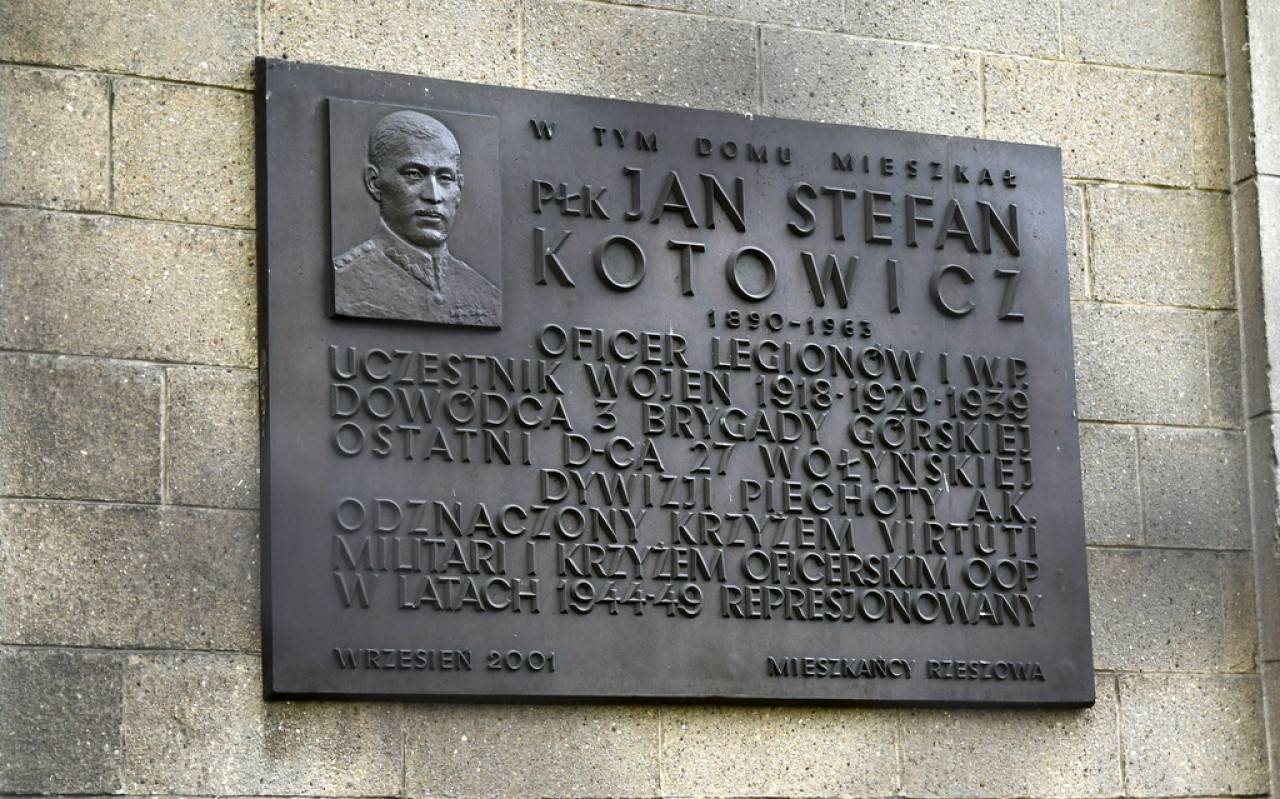 W TYM DOMU MIESZKAŁ
PŁK JAN STEFAN
KOTOWICZ
1890-1963
OFICER LEGIONÓW I W.P.
UCZESTNIK WOJEN 1918-1920-1939
DOWÓDCA 3 BRYGADY GÓRSKIEJ
OSTATNI D-CA 27 WOŁYŃSKIEJ
DYWIZJI PIECHOTY A.K.
ODZNACZONY KRZYŻEM VIRTUTI
MILITARI I KRZYŻEM OFICERSKIM OOP
W LATACH 1944-49 REPRESJONOWANY
WRZESIEŃ 2001
MIESZKAŃCY RZESZOWA